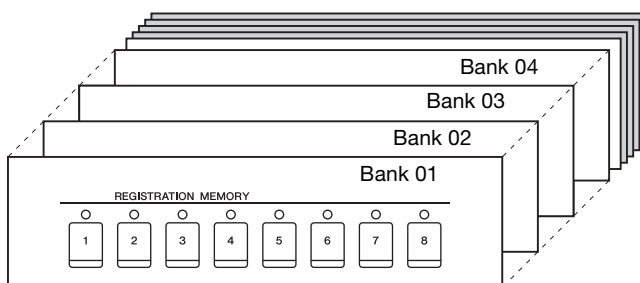 Bank 04
Bank 03
Bank 02
Bank 01
REGISTRATION MEMORY
1 2 3 4 5 6 7 8